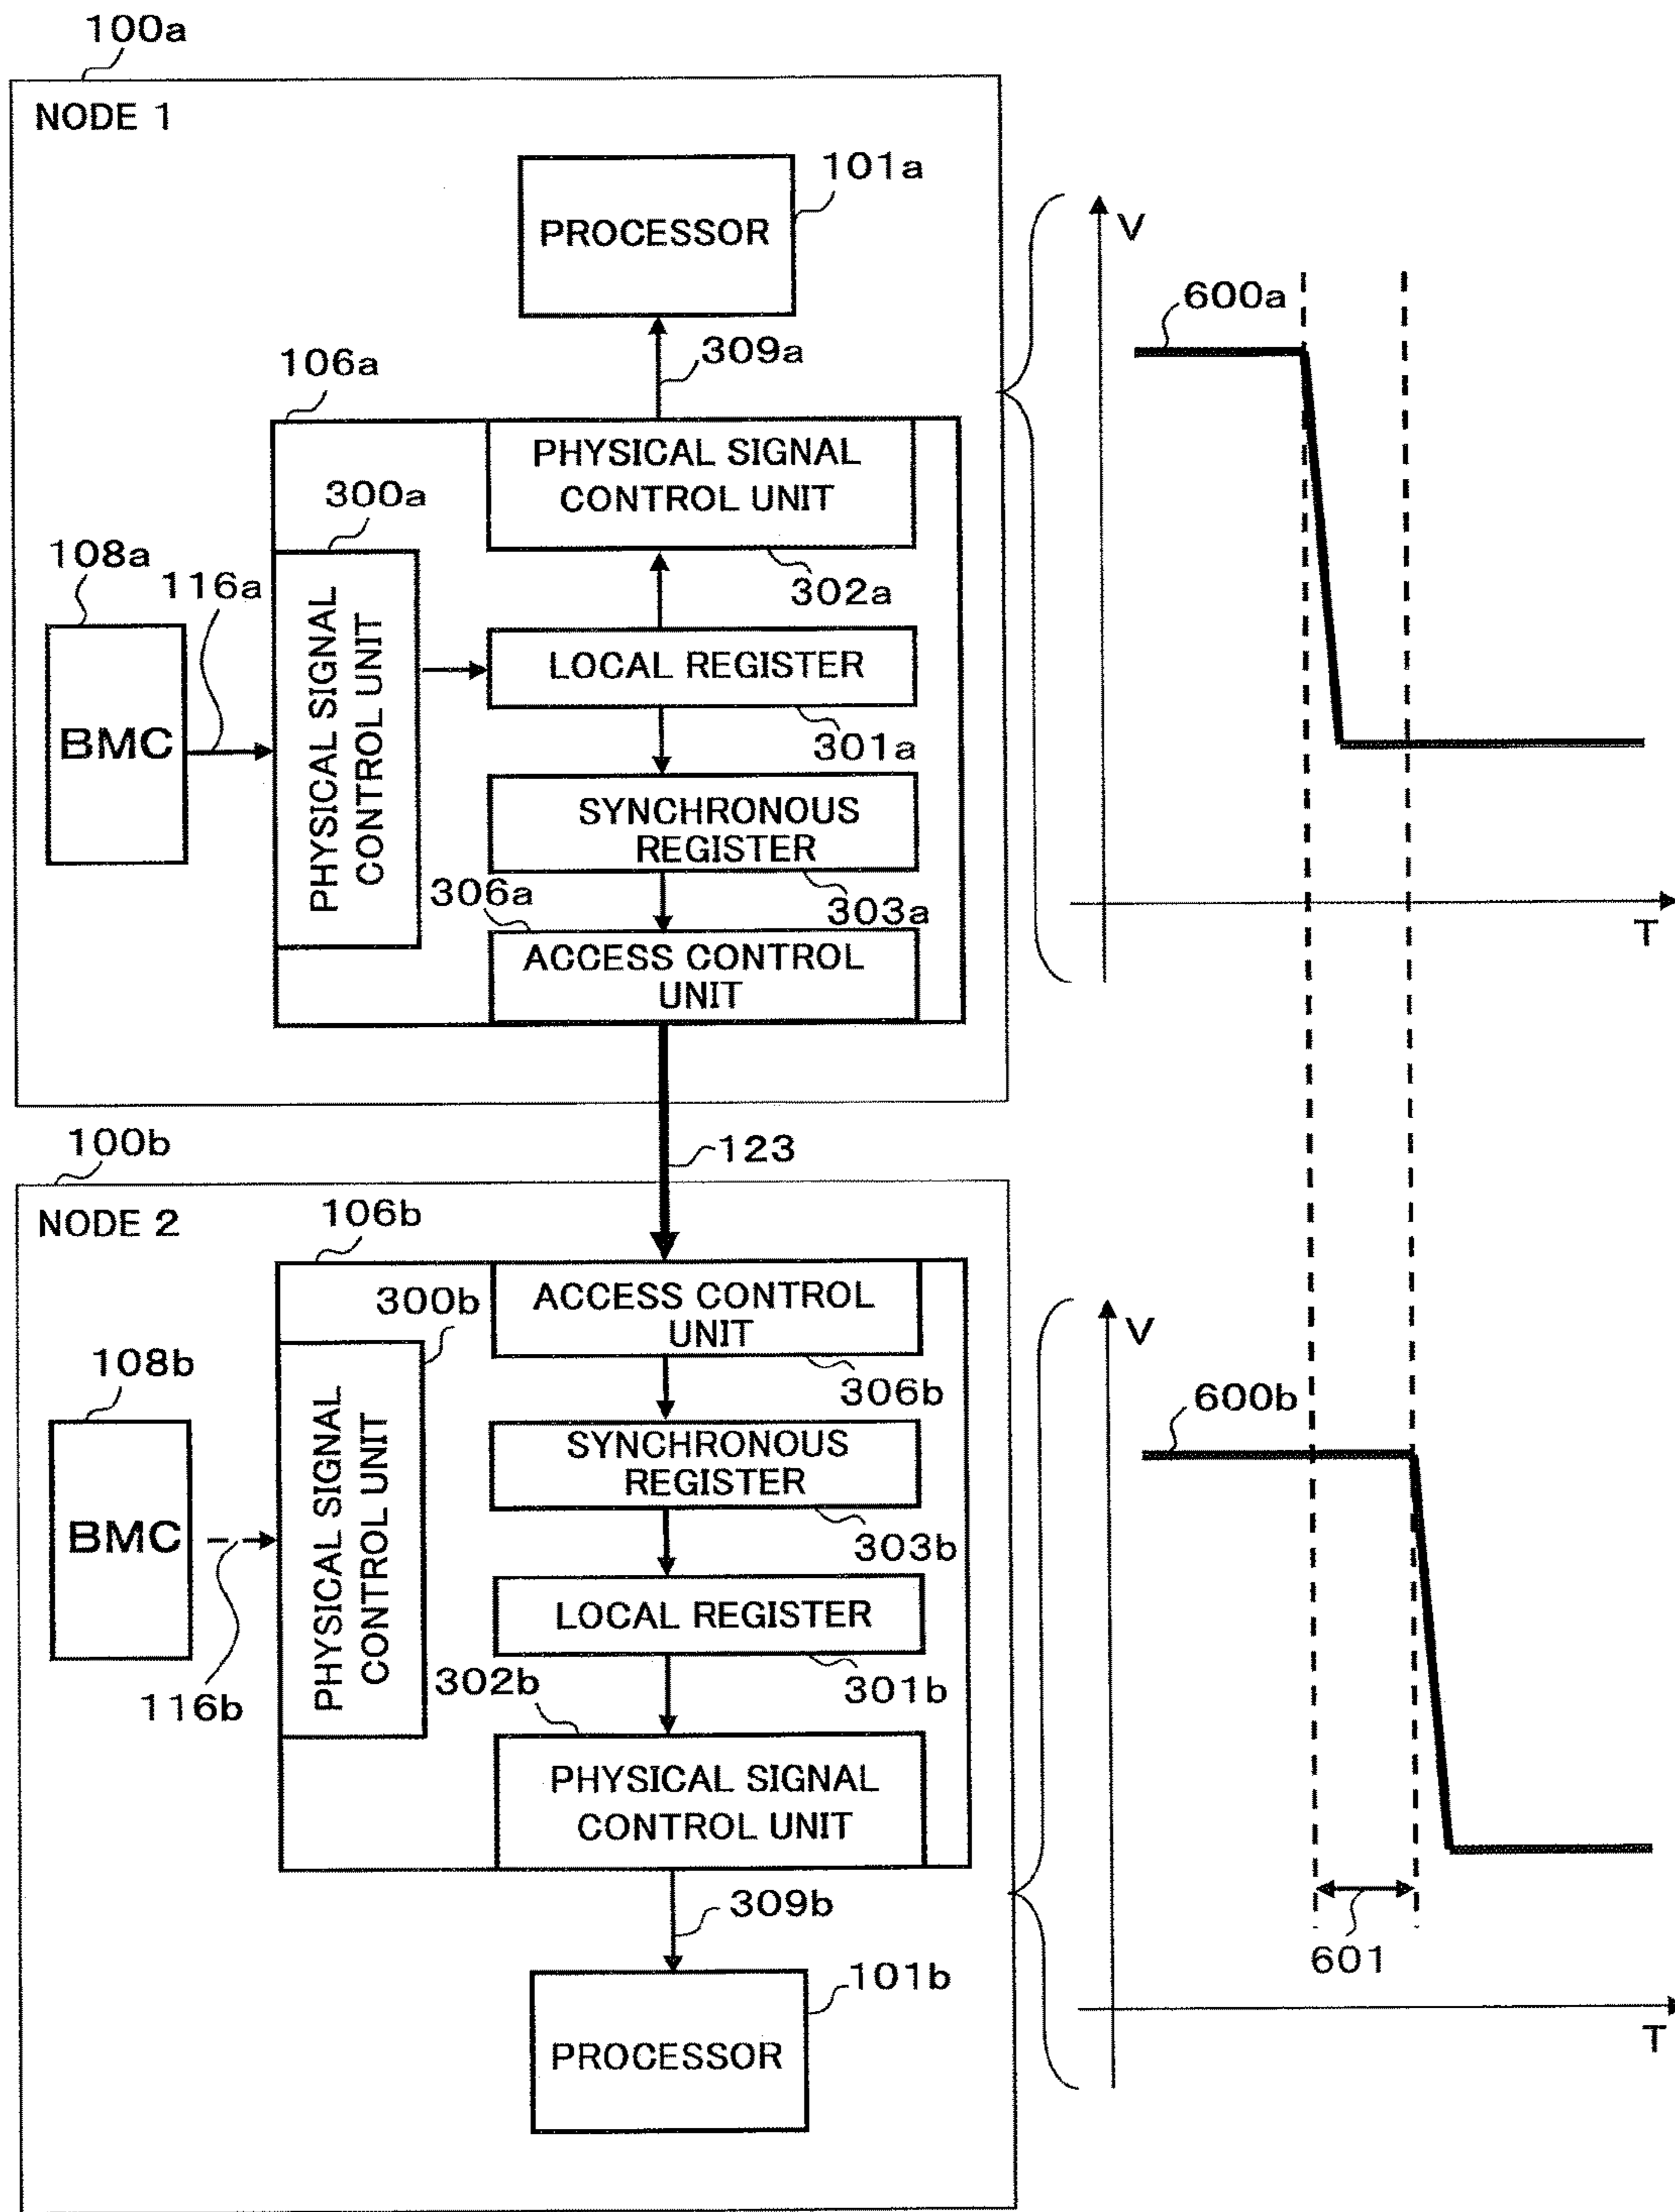 100a
NODE 1
101a
PROCESSOR
V
600a
309a
106a
PHYSICAL SIGNAL
CONTROL UNIT
300a
108a
116a
302a
PHYSICAL SIGNAL
CONTROL UNIT
LOCAL REGISTER
BMC
301a
SYNCHRONOUS
REGISTER
306a
303a
T
ACCESS CONTROL
UNIT
100b
123
NODE 2
106b
300b
ACCESS CONTROL
UNIT
V
108b
306b
600b
SYNCHRONOUS
REGISTER
BMC
PHYSICAL SIGNAL
CONTROL UNIT
303b
LOCAL REGISTER
116b
302b
301b
PHYSICAL SIGNAL
CONTROL UNIT
309b
601
101b
T
PROCESSOR